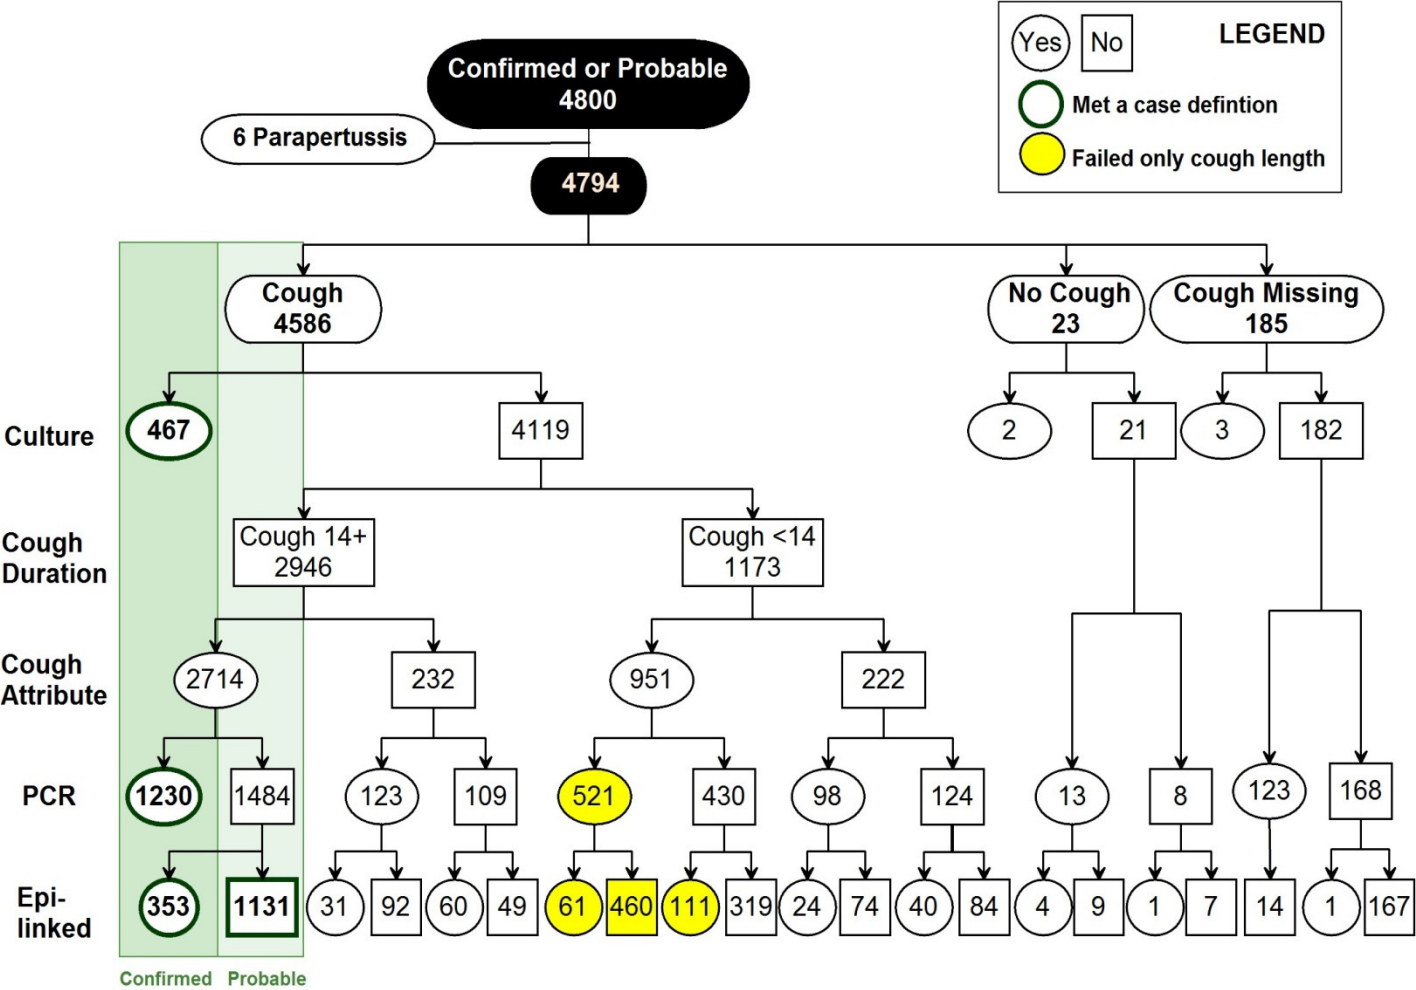 Yes No LEGEND
Met a case defintion
Failed only cough length
Confirmed or Probable
4800
6 Parapertussis
4794
Cough
4586
No Cough
23
Cough Missing
185
Culture
467 4119 2 21 3 182
Cough
Duration
Cough 14+
2946
Cough <14
1173
Cough
Attribute
2714 232 951 222
PCR
1230 1484 123 109 521 430 98 124 13 8 123 168
Epi-
linked
353 1131 31 92 60 49 61 460 111 319 24 74 40 84 4 9 1 7 14 1 167
Confirmed Probable